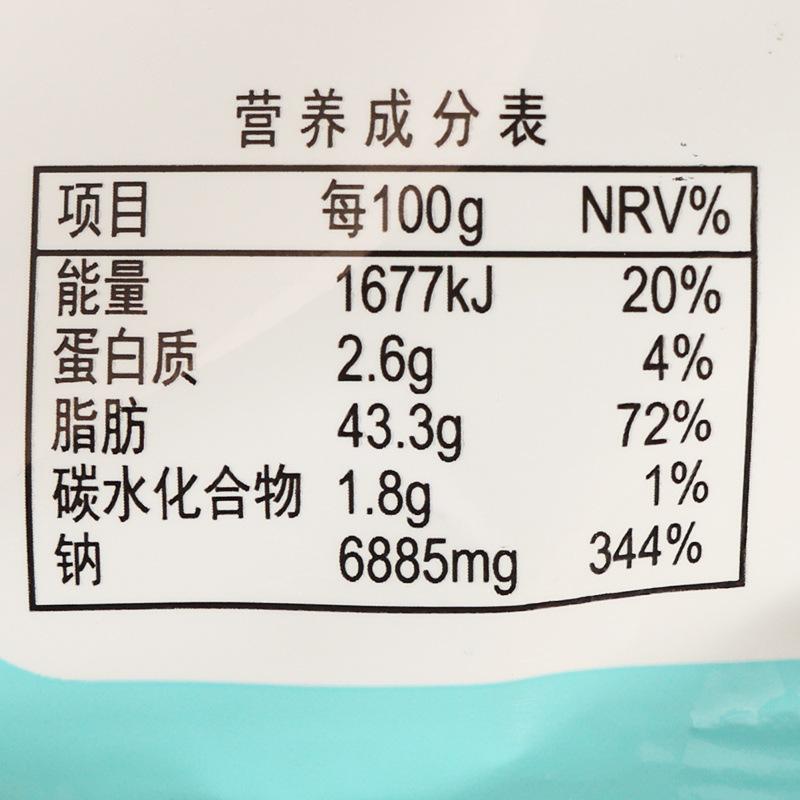 营养成分表
项目 每100g NRV%
能量 1677kJ 20%
蛋白质 2.6g 4%
脂肪 43.3g 72%
碳水化合物 1.8g 1%
钠 6885mg 344%